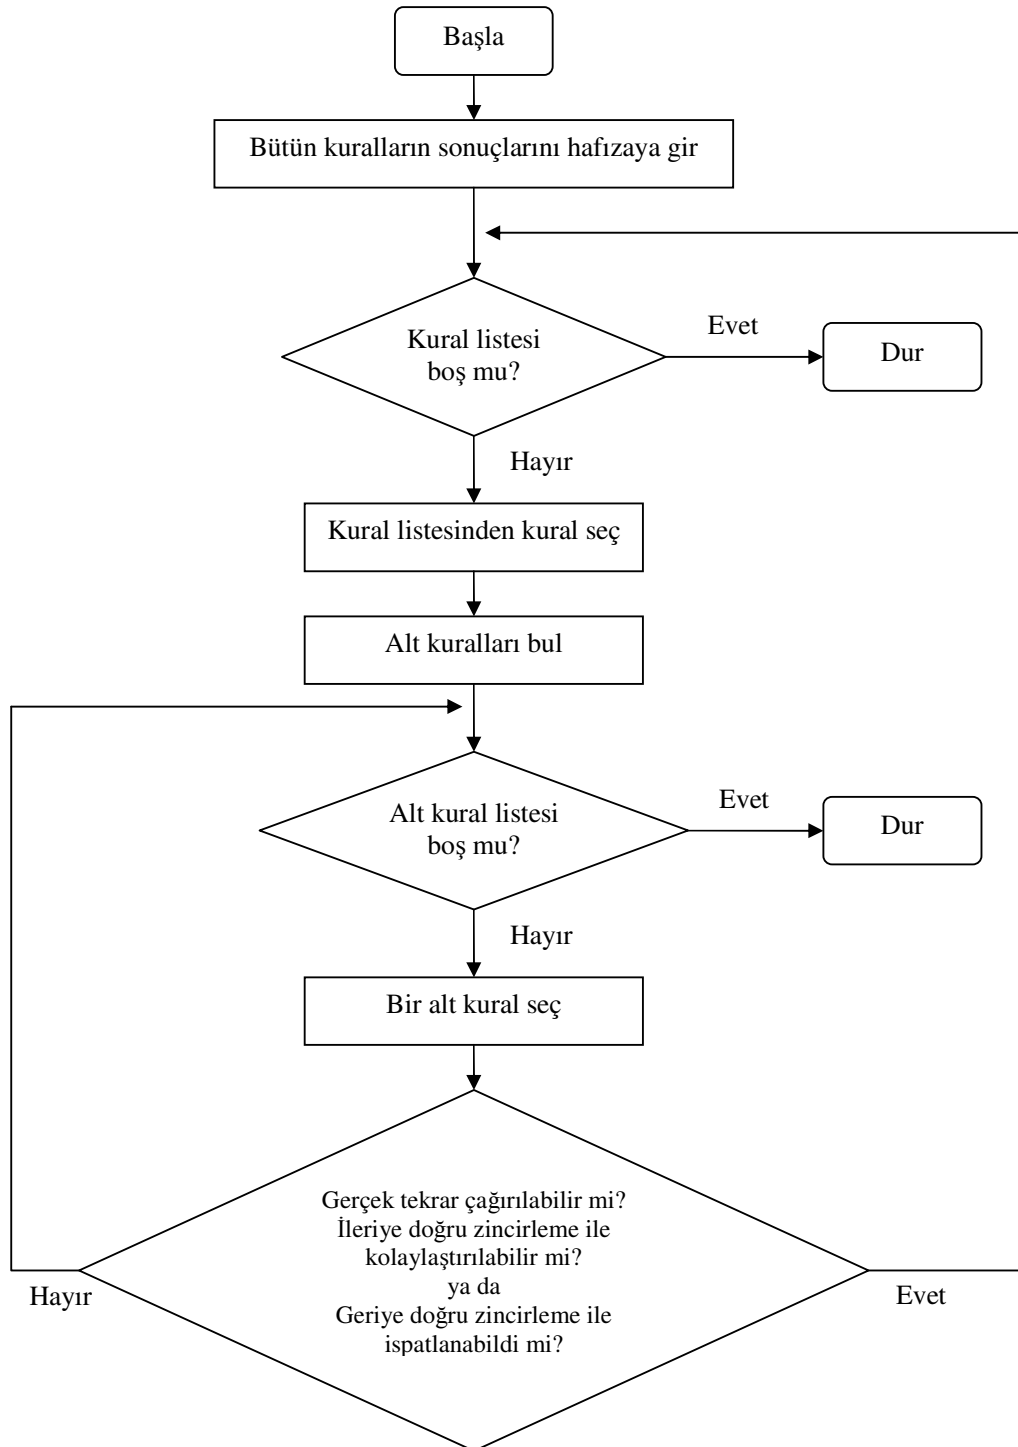 Başla
Bütün kuralların sonuçlarını hafızaya gir
Kural listesi
boş mu?
Evet
Dur
Hayır
Kural listesinden kural seç
Alt kuralları bul
Alt kural listesi
boş mu?
Evet
Dur
Hayır
Bir alt kural seç
Gerçek tekrar çağırılabilir mi?
İleriye doğru zincirleme ile
kolaylaştırılabilir mi?
ya da
Geriye doğru zincirleme ile
ispatlanabildi mi?
Hayır
Evet